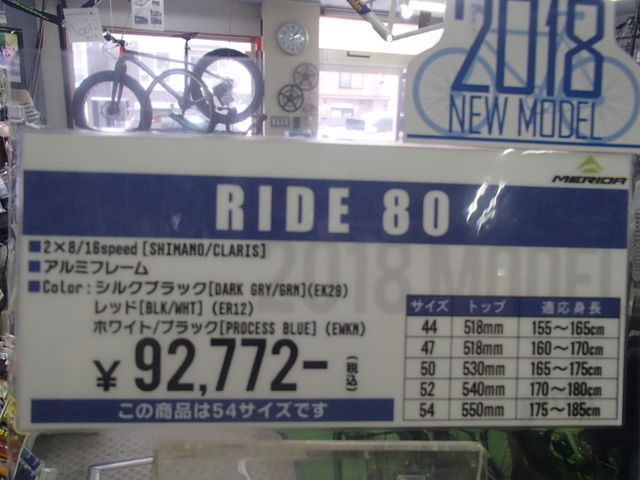 2018
NEW MODEL
MERIDA
RIDE 80
2×8/16speed[SHIMANO/CLARIS]
アルミフレーム
Color:シルクブラック[DARK GRY/GRN](EK29)
レッド[BLK/WHT](ER12)
ホワイト/ブラック[PROCESS BLUE](EWKN)
¥92,772-(税込)
この商品は54サイズです
サイズ トップ 適応身長
44 518mm 155〜165cm
47 518mm 160〜170cm
50 530mm 165〜175cm
52 540mm 170〜180cm
54 550mm 175〜185cm
2018 MODEL